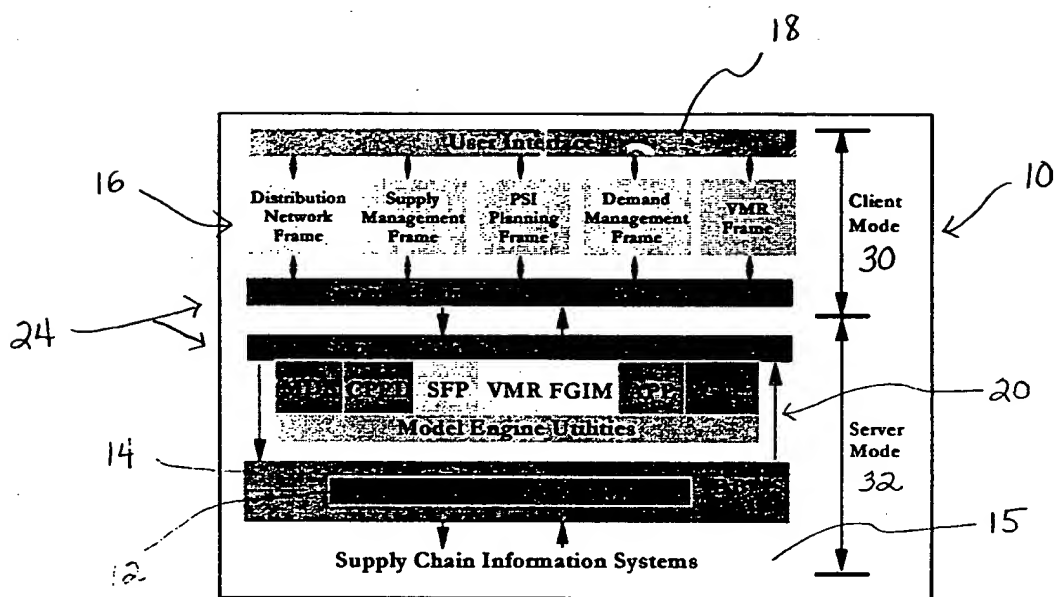 18
User Interface
16
Distribution Network Frame
Supply Management Frame
PSI Planning Frame
Demand Management Frame
VMR Frame
Client Mode
30
10
24
SFP
VMR
FGIM
Model Engine Utilities
20
Server Mode
32
14
12
15
Supply Chain Information Systems